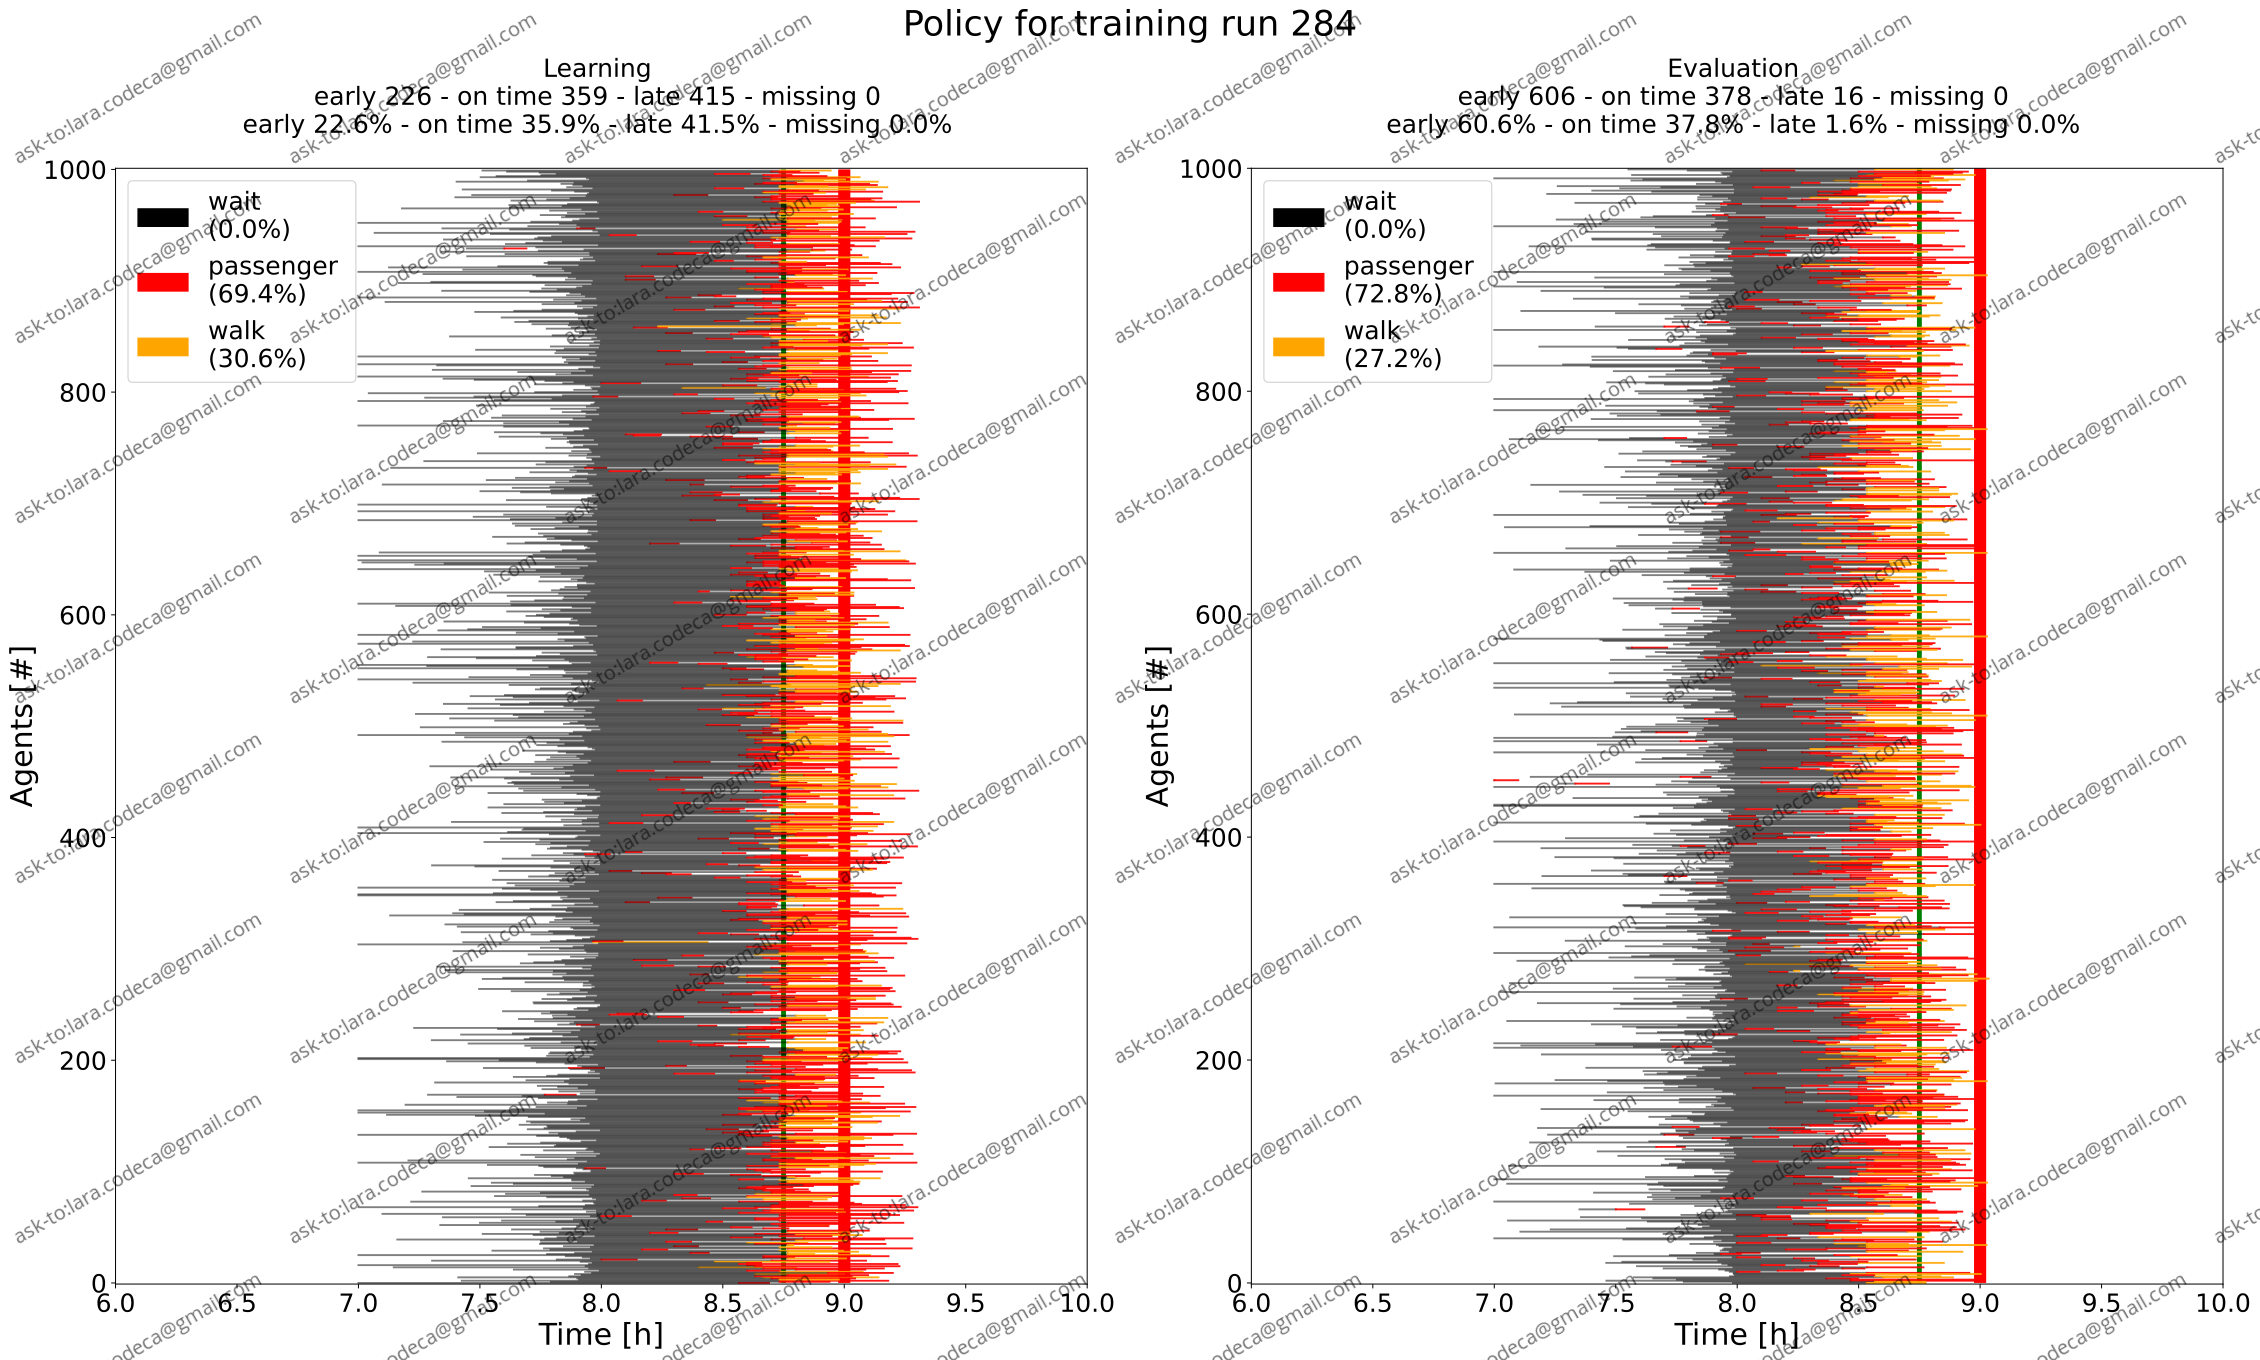 Policy for training run 284
Learning
early 226 - on time 359 - late 415 - missing 0
early 22.6% - on time 35.9% - late 41.5% - missing 0.0%
wait
(0.0%)
passenger
(69.4%)
walk
(30.6%)
1000
800
600
400
200
0
Agents [#]
6.0 6.5 7.0 7.5 8.0 8.5 9.0 9.5 10.0
Time [h]
Evaluation
early 606 - on time 378 - late 16 - missing 0
early 60.6% - on time 37.8% - late 1.6% - missing 0.0%
wait
(0.0%)
passenger
(72.8%)
walk
(27.2%)
1000
800
600
400
200
0
Agents [#]
6.0 6.5 7.0 7.5 8.0 8.5 9.0 9.5 10.0
Time [h]
ask-to:lara.codeca@gmail.com